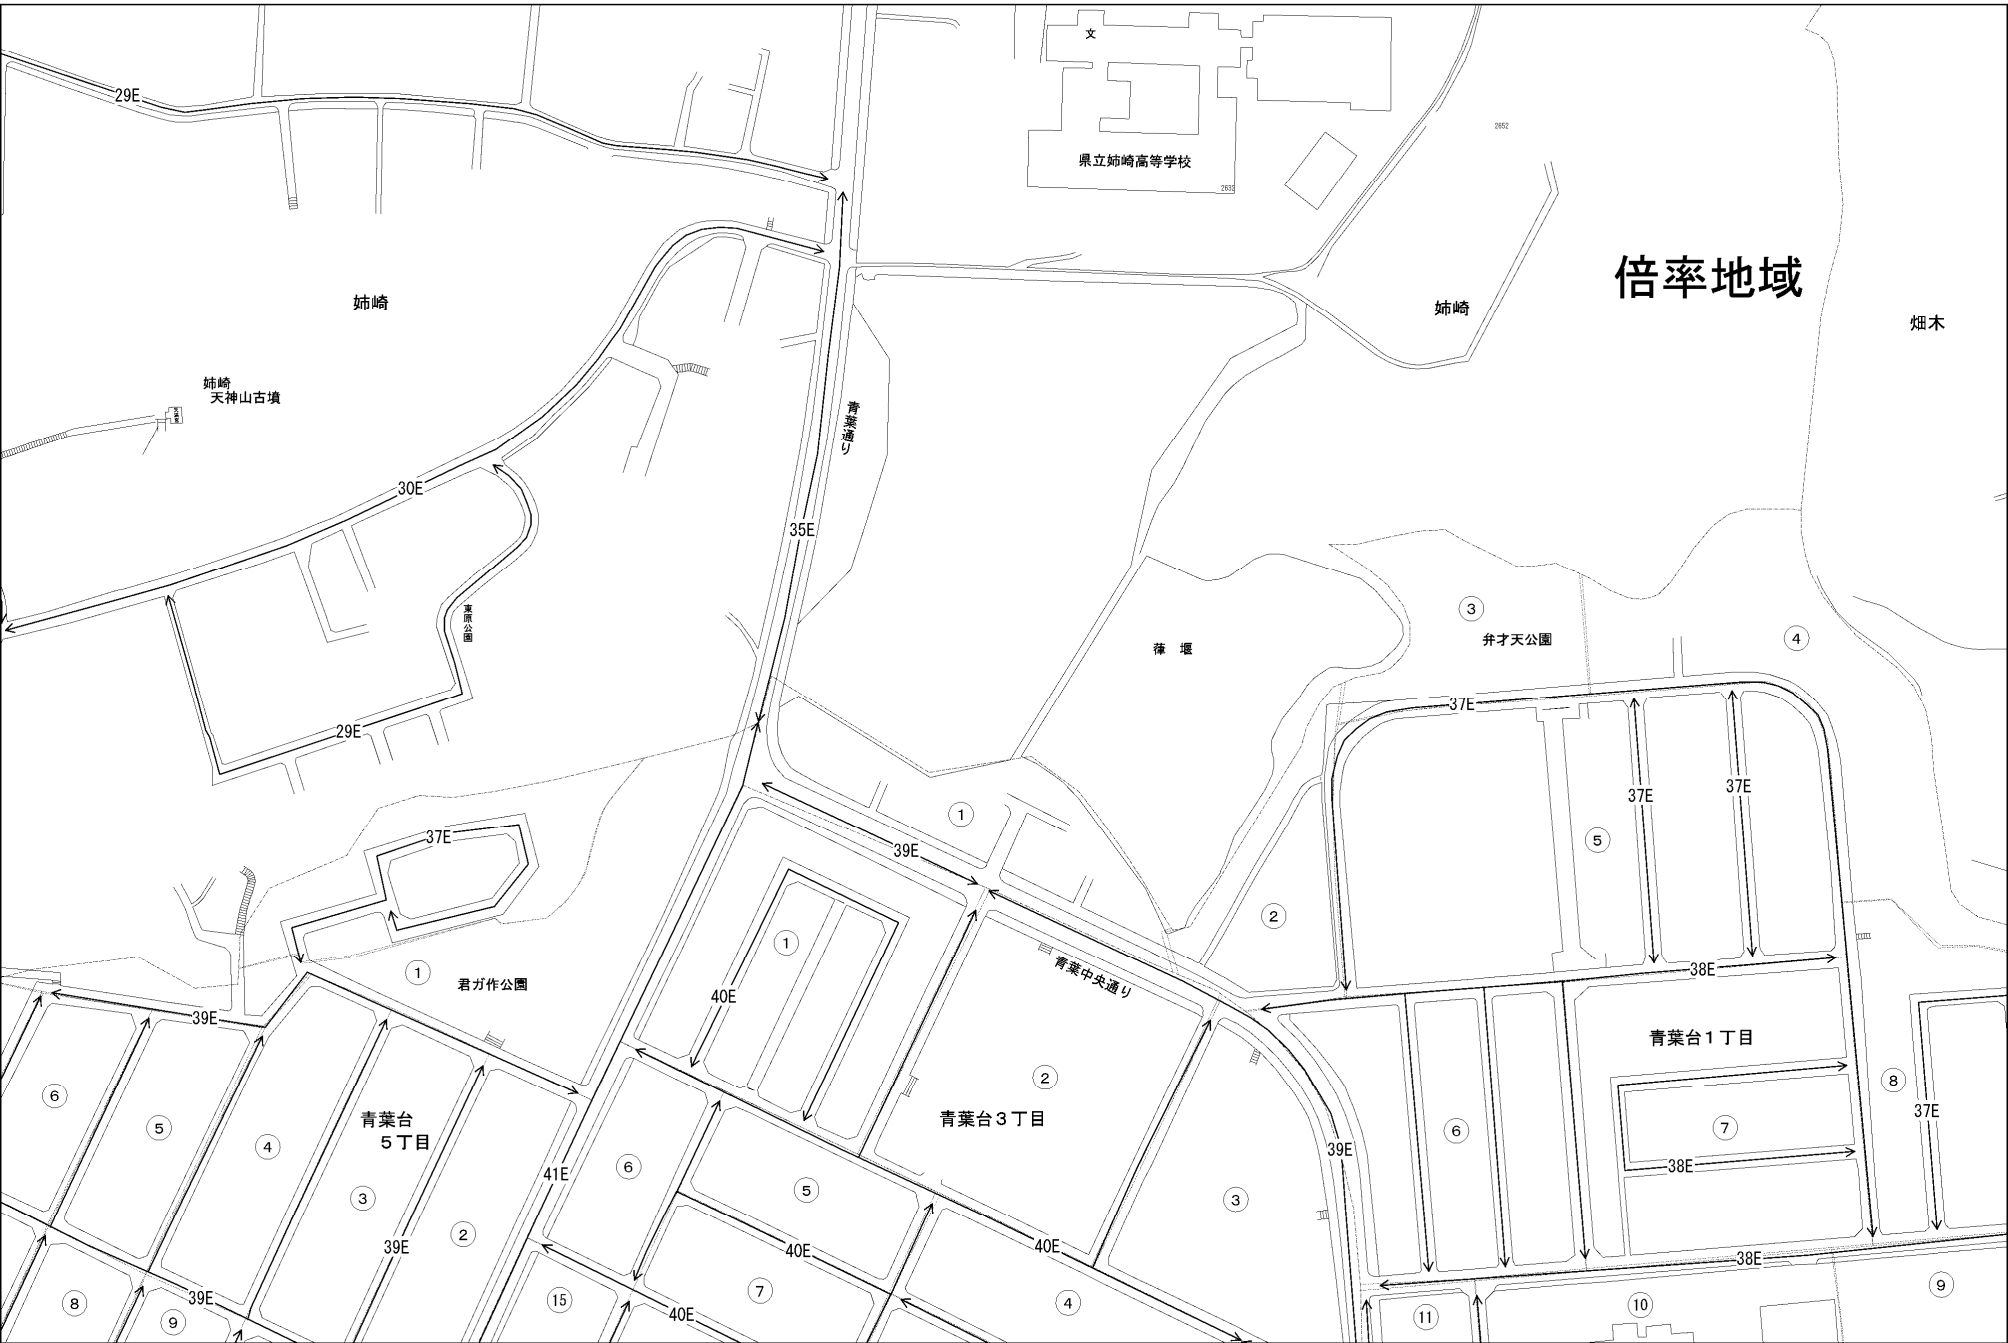 文
29E
2652
県立姉崎高等学校
2633
倍率地域
姉崎
姉崎
畑木
姉崎
天神山古墳
青葉通り
30E
35E
東原公園
③
弁才天公園
④
葎　堰
29E
37E
37E
37E
37E
①
39E
⑤
②
①
40E
①
君ガ作公園
青葉中央通り
38E
39E
青葉台１丁目
②
⑥
⑧
37E
青葉台
５丁目
青葉台３丁目
⑤
④
⑥
⑦
39E
38E
41E
⑥
⑤
③
③
②
39E
40E
40E
38E
⑧
39E
⑨
⑮
40E
⑦
④
⑪
⑩
⑨